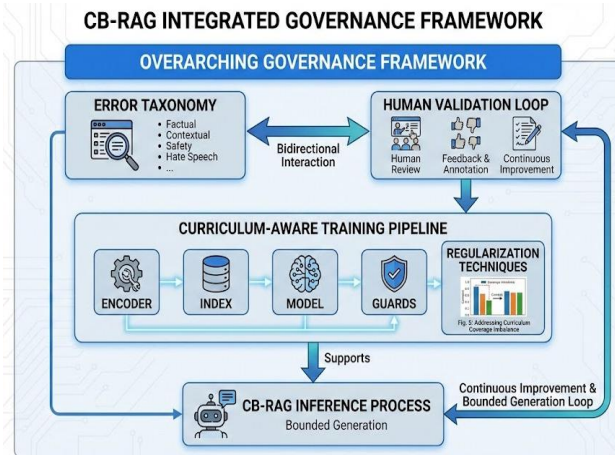 CB-RAG INTEGRATED GOVERNANCE FRAMEWORK
OVERARCHING GOVERNANCE FRAMEWORK
ERROR TAXONOMY
• Factual
• Contextual
• Safety
• Hate Speech
• ...
Bidirectional
Interaction
HUMAN VALIDATION LOOP
Human
Review
Feedback &
Annotation
Continuous
Improvement
CURRICULUM-AWARE TRAINING PIPELINE
ENCODER
INDEX
MODEL
GUARDS
REGULARIZATION
TECHNIQUES
Fig. 5: Addressing Curriculum
Coverage Imbalance
Supports
CB-RAG INFERENCE PROCESS
Bounded Generation
Continuous Improvement &
Bounded Generation Loop